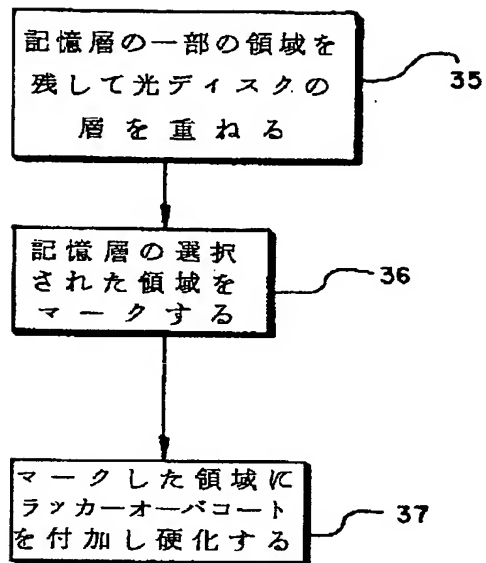 記憶層の一部の領域を
残して光ディスクの
層を重ねる
35
記憶層の選択
された領域を
マークする
36
マークした領域に
ラッカーオーバコート
を付加し硬化する
37